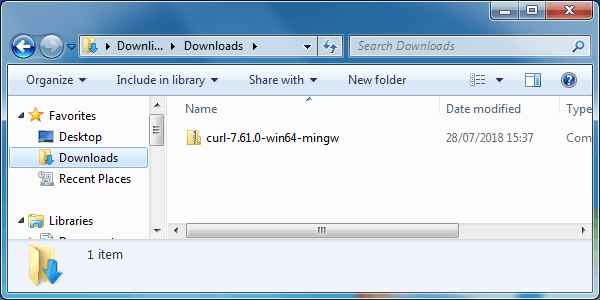 Downli... Downloads Search Downloads
Organize Include in library Share with New folder
Favorites
Desktop
Downloads
Recent Places
Libraries
Name Date modified Type
curl-7.61.0-win64-mingw 28/07/2018 15:37 Com
1 item